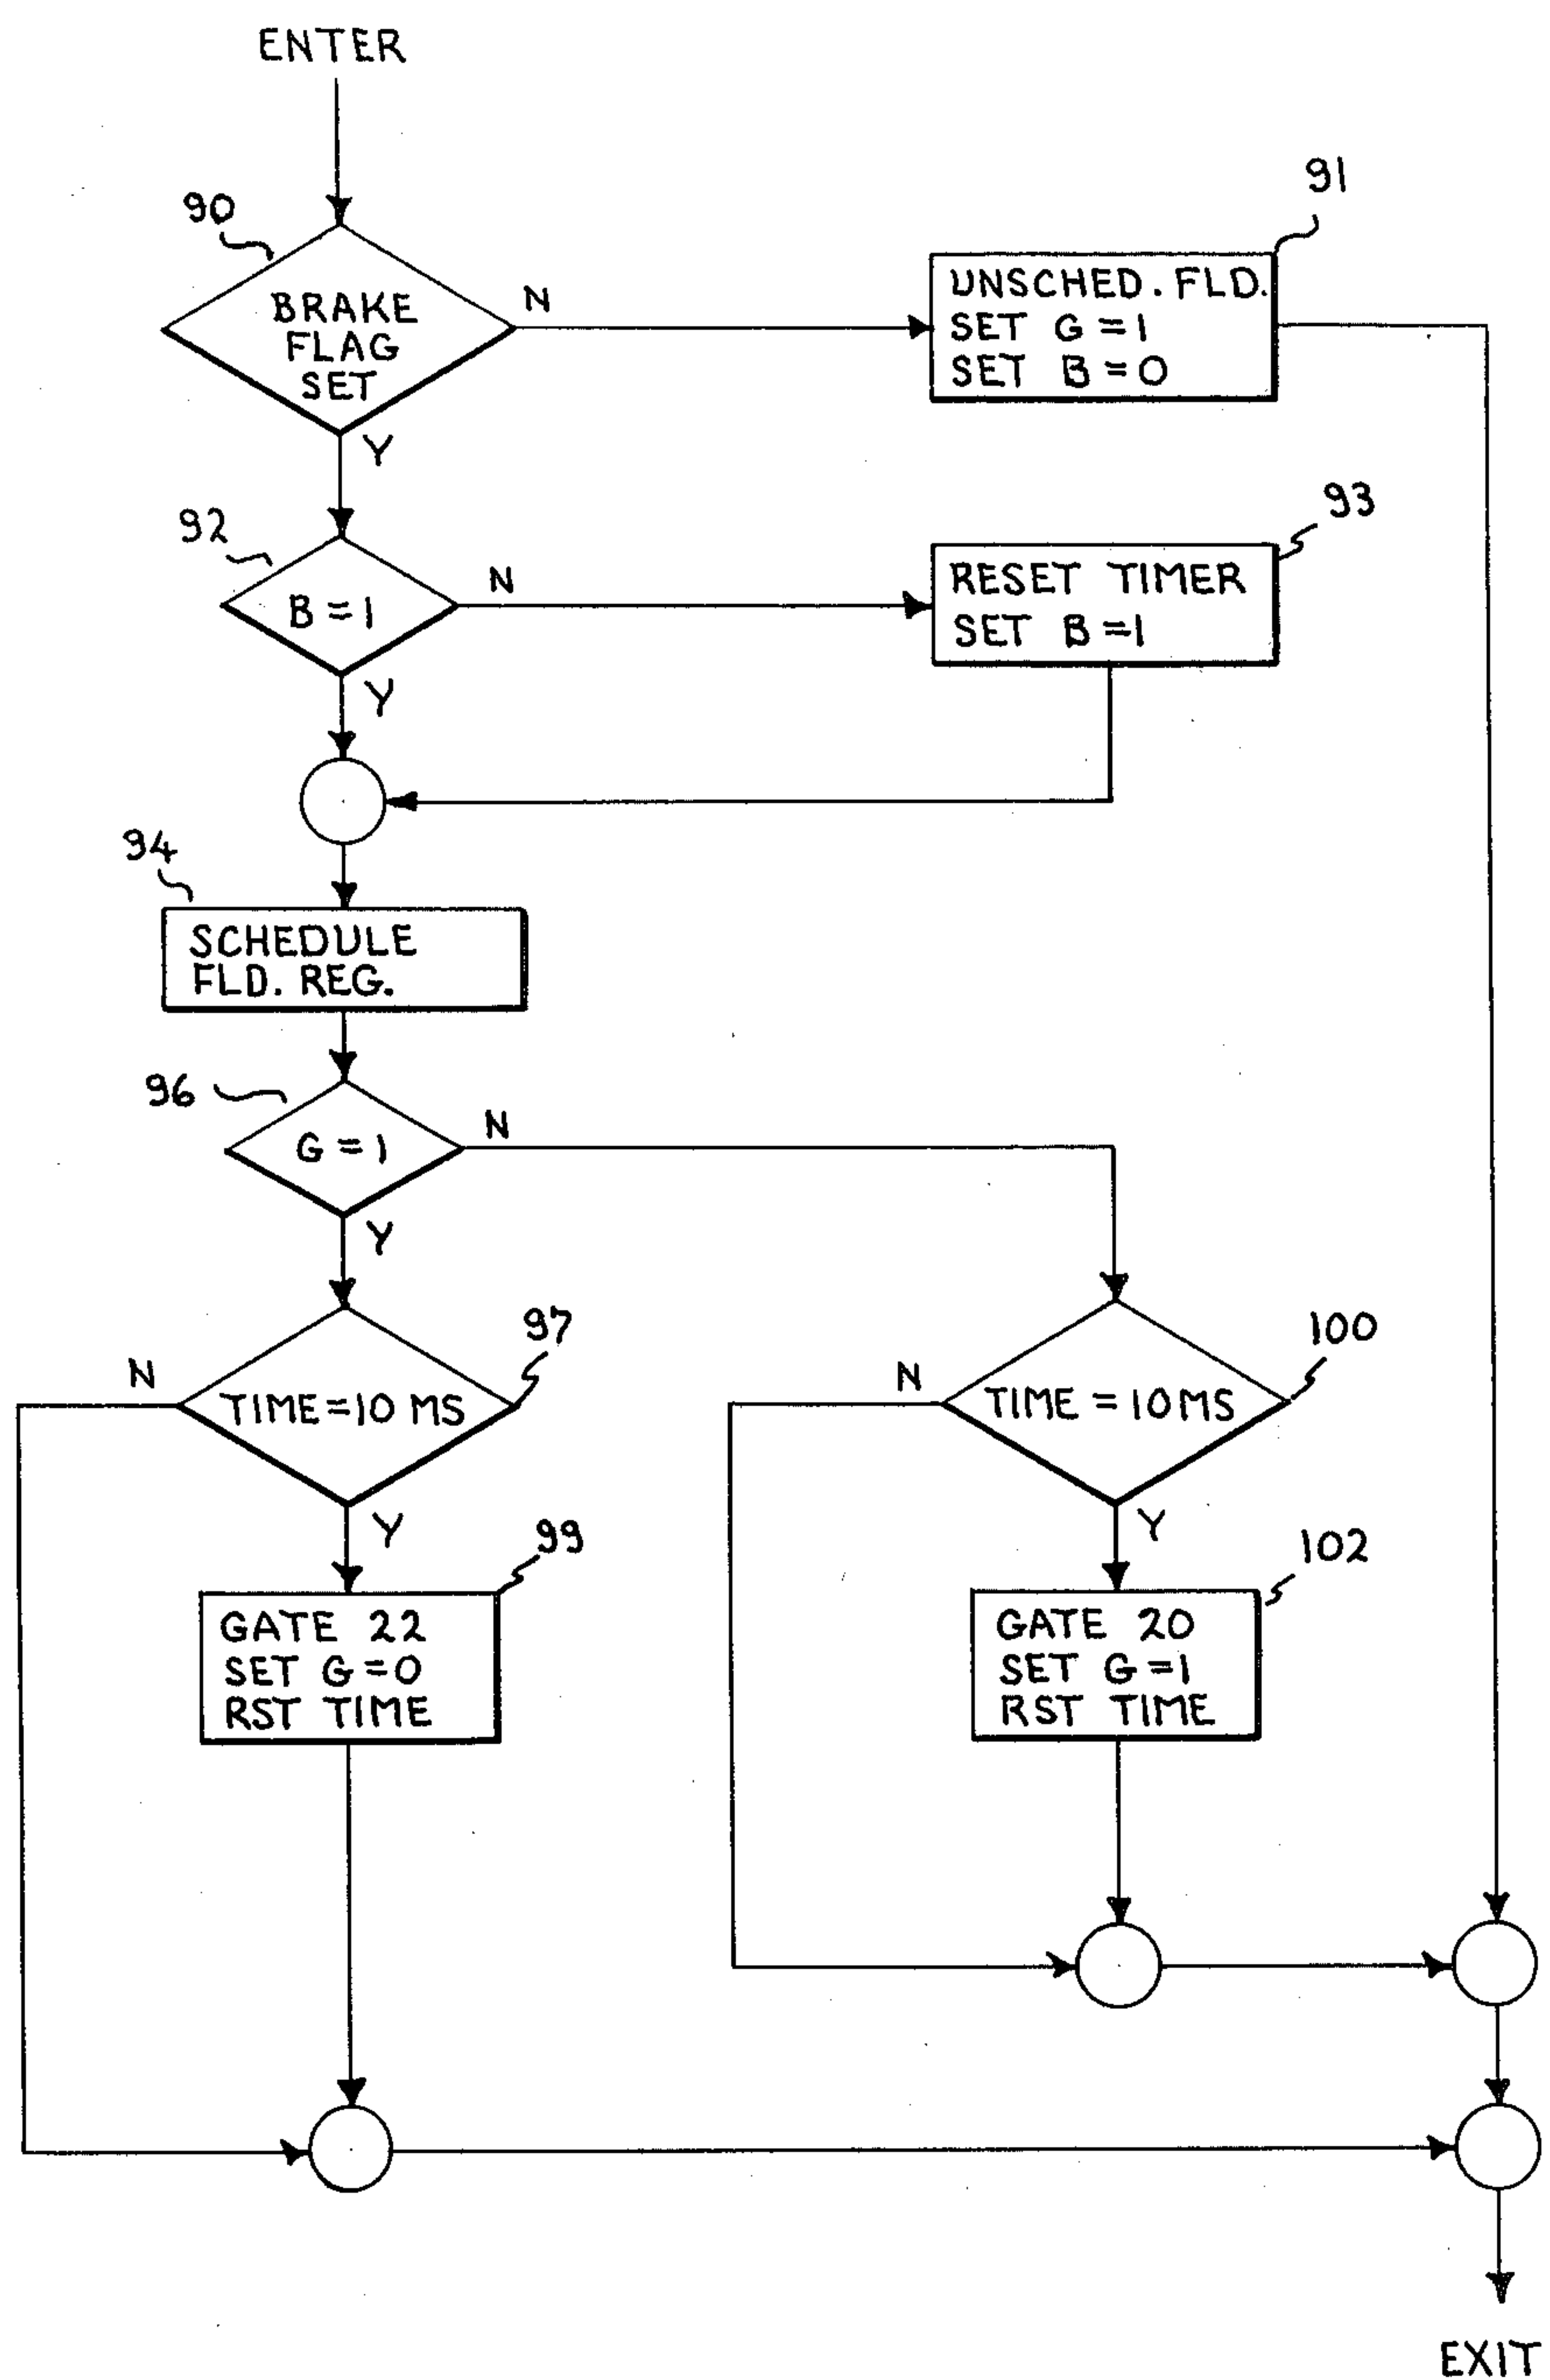 ENTER
90
BRAKE
FLAG
SET
N
Y
91
UNSCHED. FLD.
SET G = 1
SET B = 0
92
B = 1
N
Y
93
RESET TIMER
SET B = 1
94
SCHEDULE
FLD. REG.
96
G = 1
N
Y
97
N
TIME = 10 MS
Y
100
N
TIME = 10 MS
Y
99
GATE 22
SET G = 0
RST TIME
102
GATE 20
SET G = 1
RST TIME
EXIT